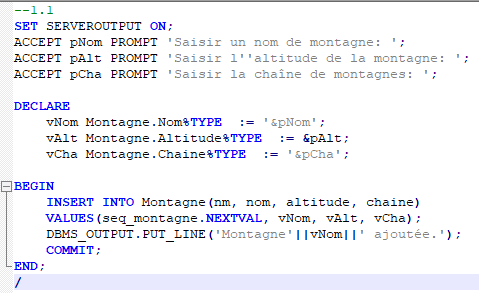 --1.1
SET SERVEROUTPUT ON;
ACCEPT pNom PROMPT 'Saisir un nom de montagne: ';
ACCEPT pAlt PROMPT 'Saisir l''altitude de la montagne: ';
ACCEPT pCha PROMPT 'Saisir la chaîne de montagnes: ';
DECLARE
vNom Montagne.Nom%TYPE := '&pNom';
vAlt Montagne.Altitude%TYPE := &pAlt;
vCha Montagne.Chaine%TYPE := '&pCha';
BEGIN
INSERT INTO Montagne(nm, nom, altitude, chaine)
VALUES(seq_montagne.NEXTVAL, vNom, vAlt, vCha);
DBMS_OUTPUT.PUT_LINE('Montagne'||vNom||' ajoutée.');
COMMIT;
END;
/